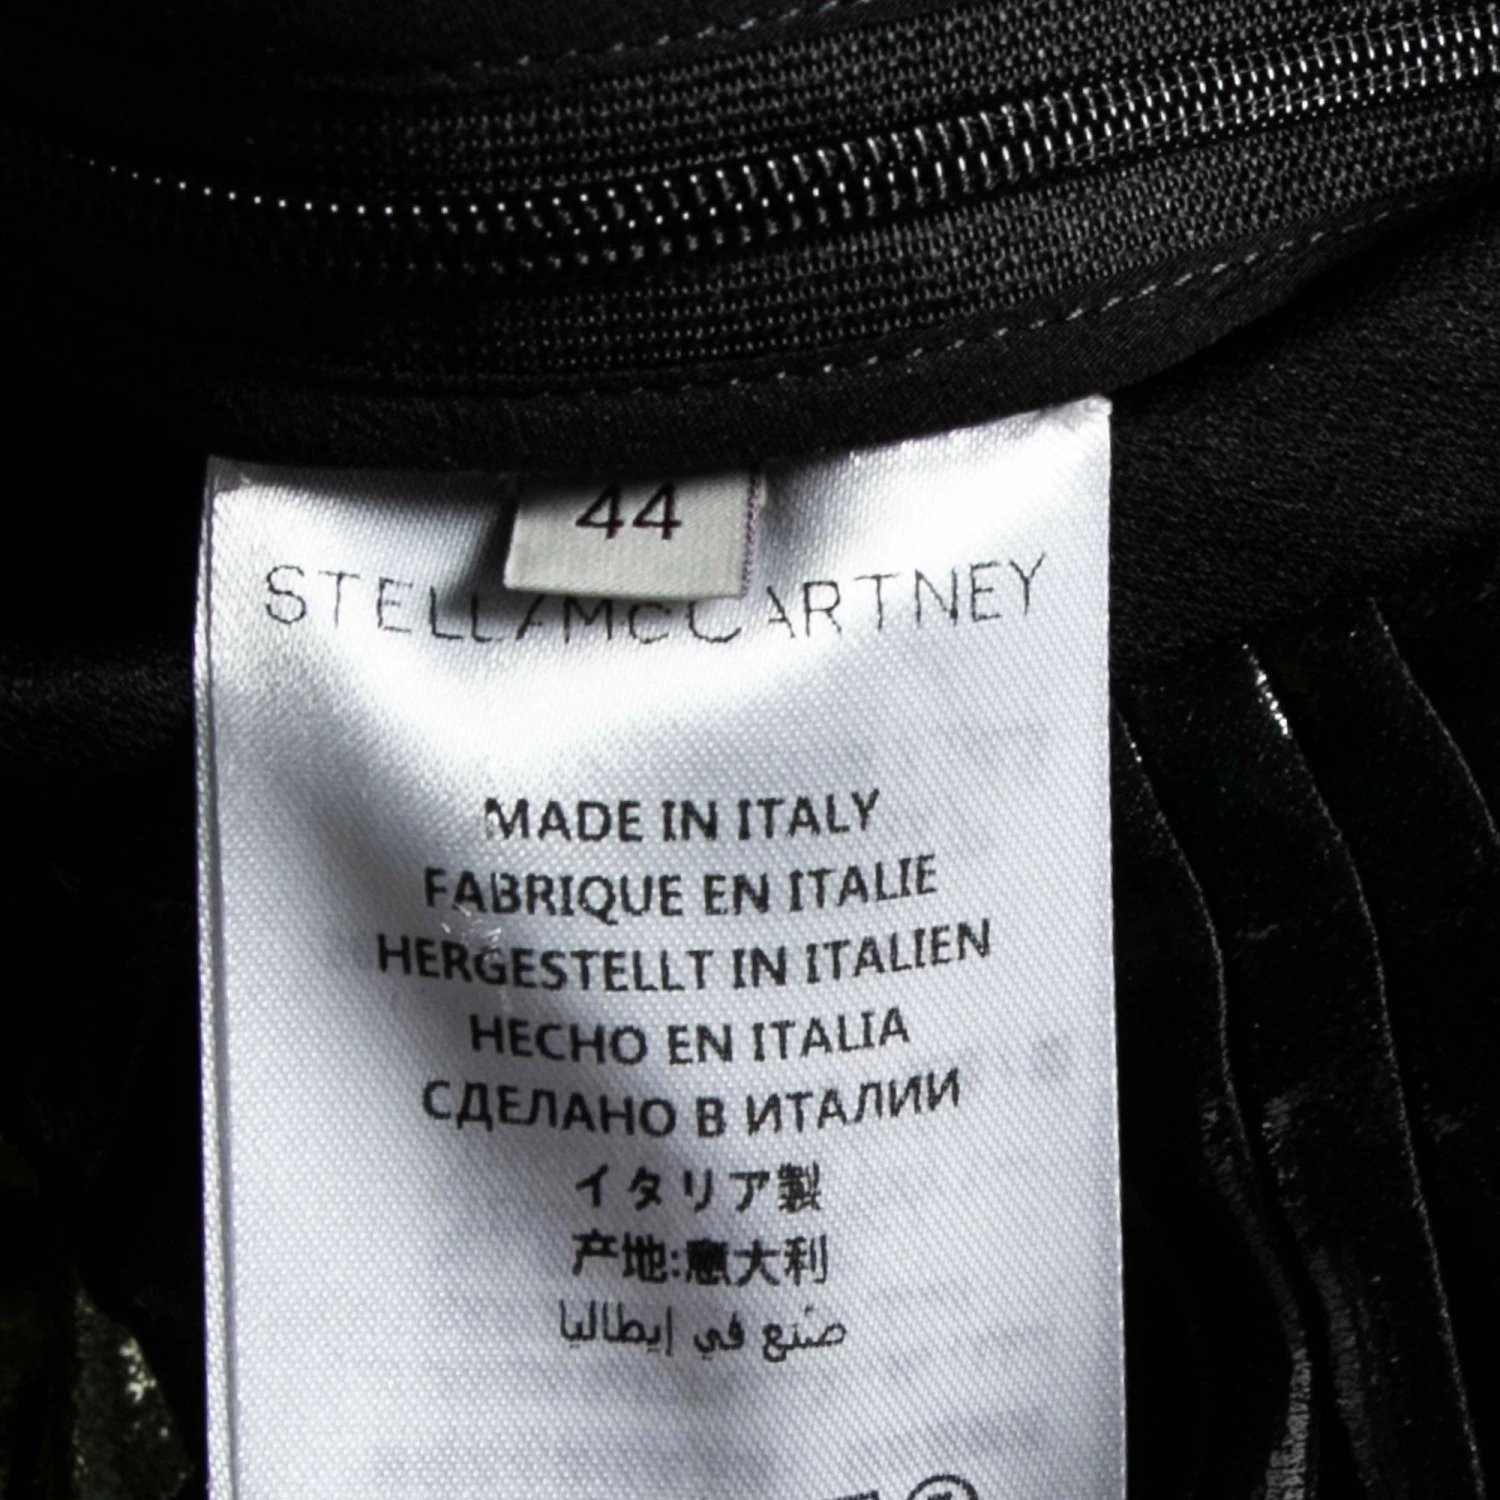 44
STELLAMCCARTNEY
MADE IN ITALY
FABRIQUE EN ITALIE
HERGESTELLT IN ITALIEN
HECHO EN ITALIA
СДЕЛАНО В ИТАЛИИ
イタリア製
产地:意大利
صنع في إيطاليا